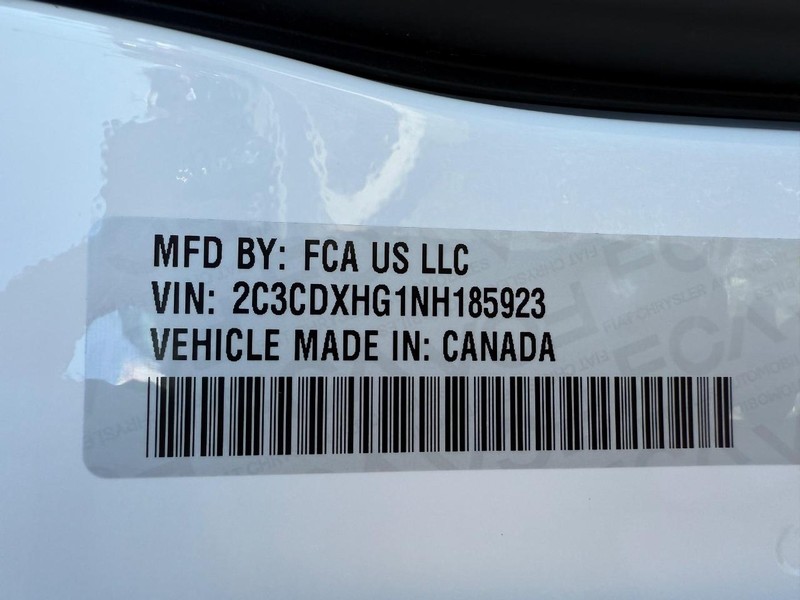 MFD BY: FCA US LLC
VIN: 2C3CDXHG1NH185923
VEHICLE MADE IN: CANADA